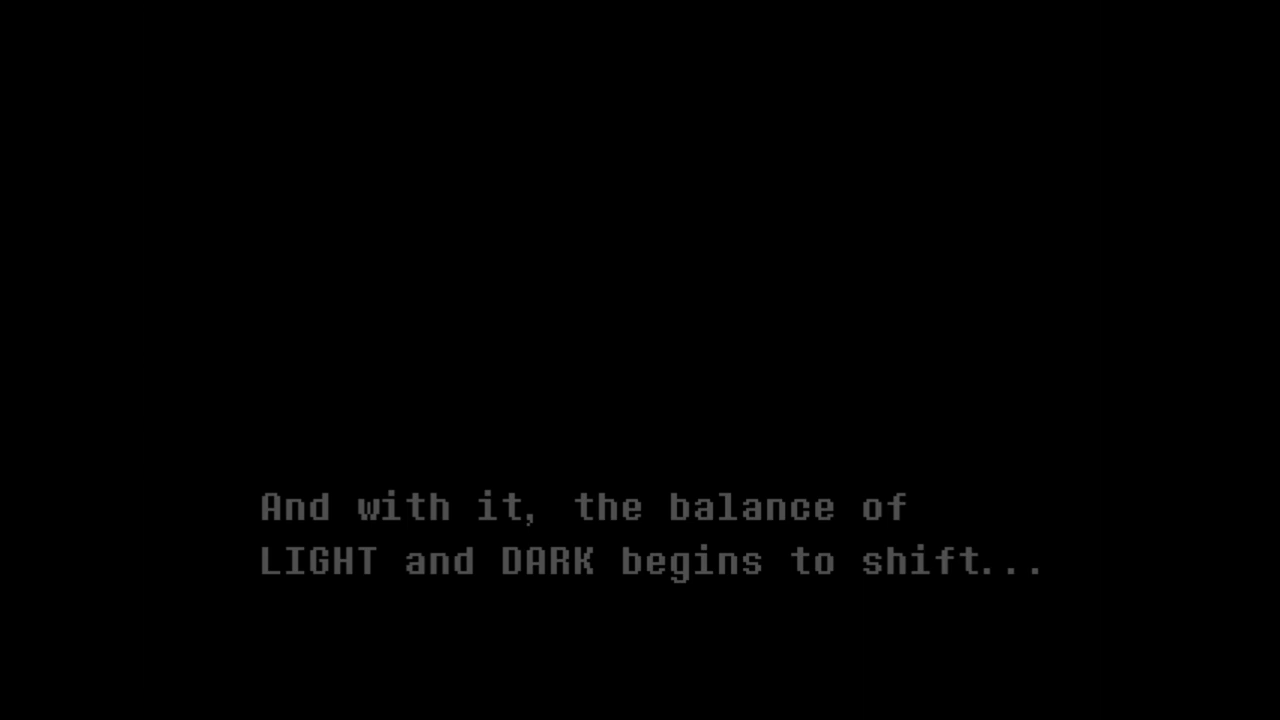 And with it, the balance of
LIGHT and DARK begins to shift...